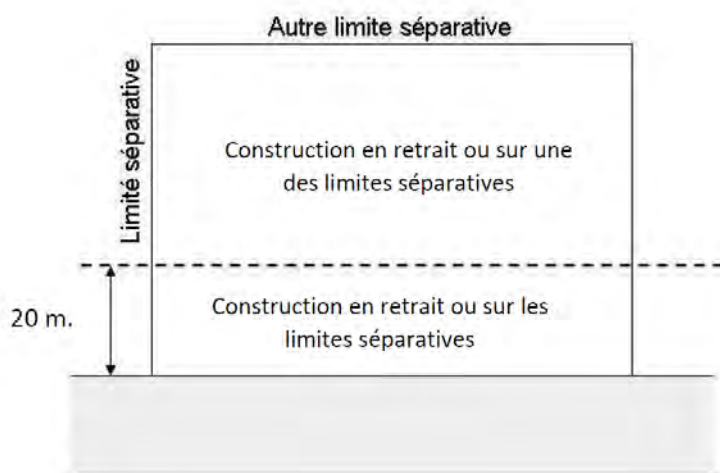 Autre limite séparative
Limité séparative
Construction en retrait ou sur une
des limites séparatives
20 m.
Construction en retrait ou sur les
limites séparatives